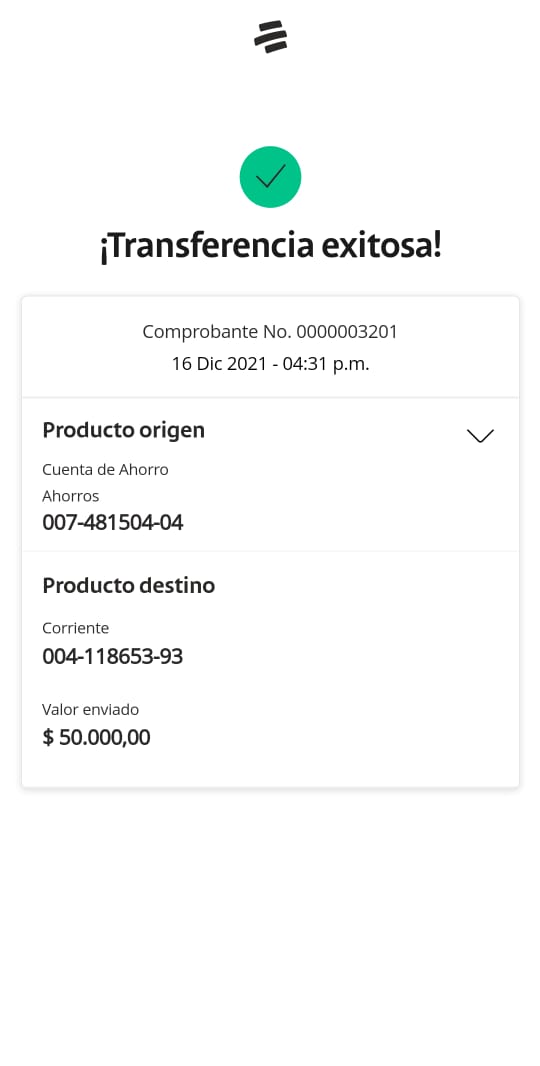 ¡Transferencia exitosa!
Comprobante No. 0000003201
16 Dic 2021 - 04:31 p.m.
Producto origen
Cuenta de Ahorro
Ahorros
007-481504-04
Producto destino
Corriente
004-118653-93
Valor enviado
$ 50.000,00